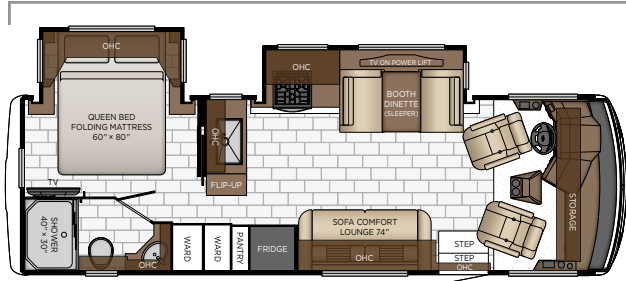 OHC
QUEEN BED
FOLDING MATTRESS
60" × 80"
TV
SHOWER
40" × 30"
OHC
WARD
WARD
PANTRY
FRIDGE
OHC
FLIP-UP
OHC
TV ON POWER LIFT
BOOTH
DINETTE
(SLEEPER)
SOFA COMFORT
LOUNGE 74"
OHC
STEP
STEP
OHC
STORAGE